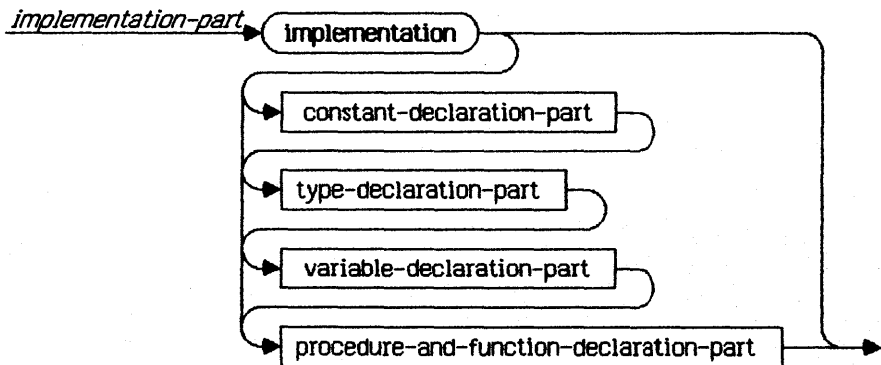 implementation-part
implementation
constant-declaration-part
type-declaration-part
variable-declaration-part
procedure-and-function-declaration-part